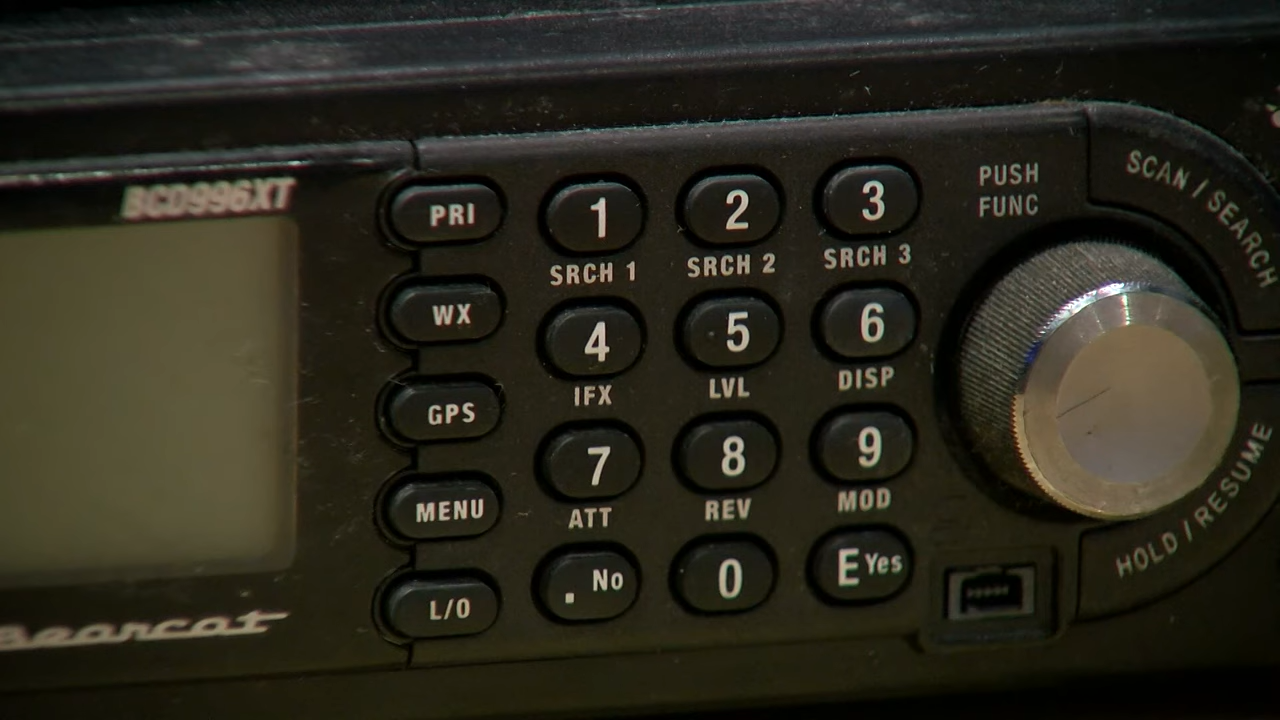 BCD996XT
PRI
WX
GPS
MENU
L/O
1
SRCH 1
2
SRCH 2
3
SRCH 3
4
IFX
5
LVL
6
DISP
7
ATT
8
REV
9
MOD
. No
0
E Yes
PUSH
FUNC
SCAN / SEARCH
HOLD / RESUME
Bearcat